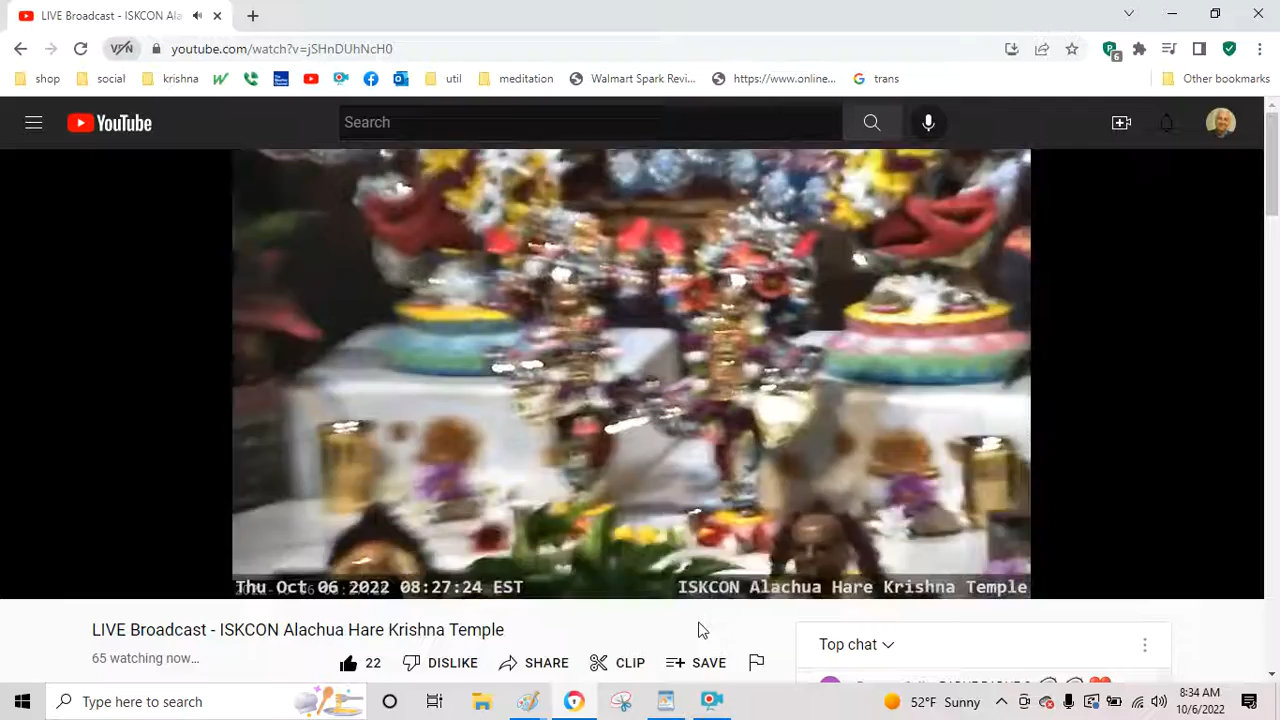 LIVE Broadcast - ISKCON Ala
youtube.com/watch?v=jSHnDUhNcH0
6
shop
social
krishna
util
meditation
Walmart Spark Revi...
https://www.online...
trans
Other bookmarks
YouTube
Search
Thu Oct 06 2022 08:27:24 EST
ISKCON Alachua Hare Krishna Temple
LIVE Broadcast - ISKCON Alachua Hare Krishna Temple
65 watching now...
22
DISLIKE
SHARE
CLIP
SAVE
Top chat
Type here to search
52°F Sunny
8:34 AM
10/6/2022